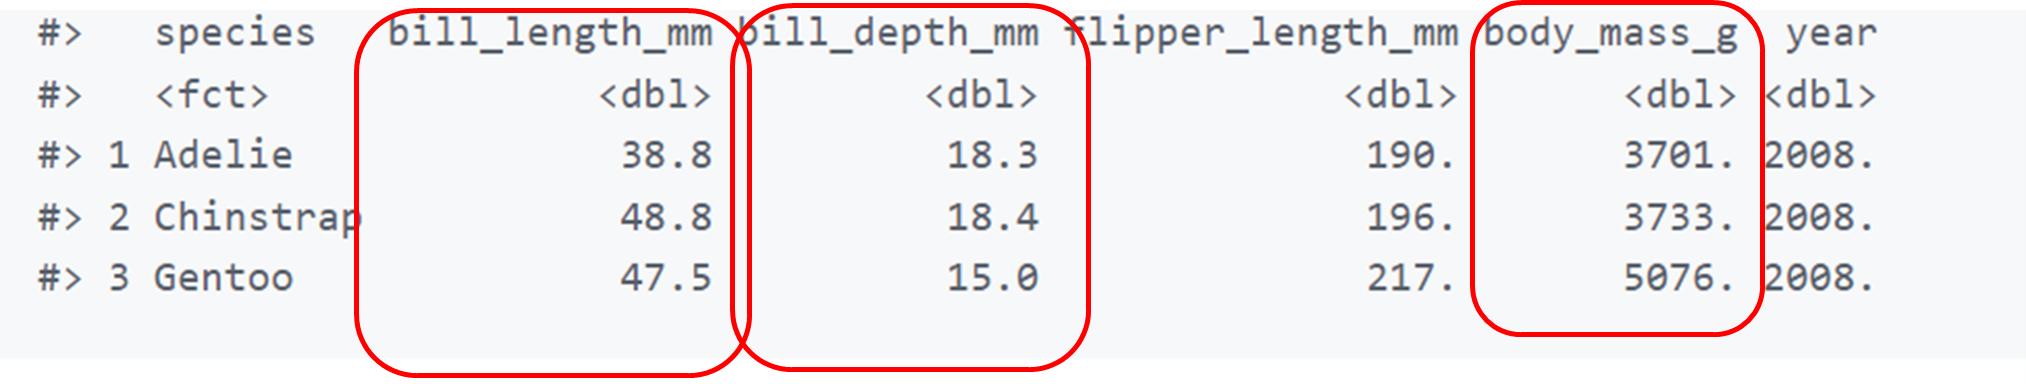 #>   species   bill_length_mm bill_depth_mm flipper_length_mm body_mass_g  year
#>   <fct>              <dbl>         <dbl>             <dbl>       <dbl> <dbl>
#> 1 Adelie              38.8          18.3              190.       3701. 2008.
#> 2 Chinstrap           48.8          18.4              196.       3733. 2008.
#> 3 Gentoo              47.5          15.0              217.       5076. 2008.